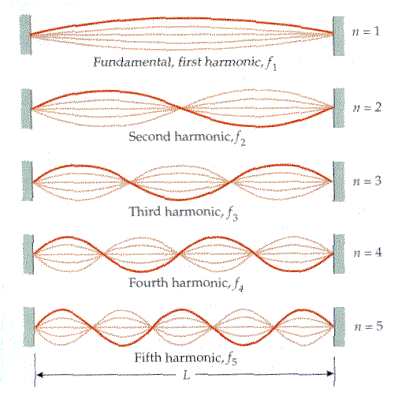 n = 1
Fundamental, first harmonic, f1
n = 2
Second harmonic, f2
n = 3
Third harmonic, f3
n = 4
Fourth harmonic, f4
n = 5
Fifth harmonic, f5
L